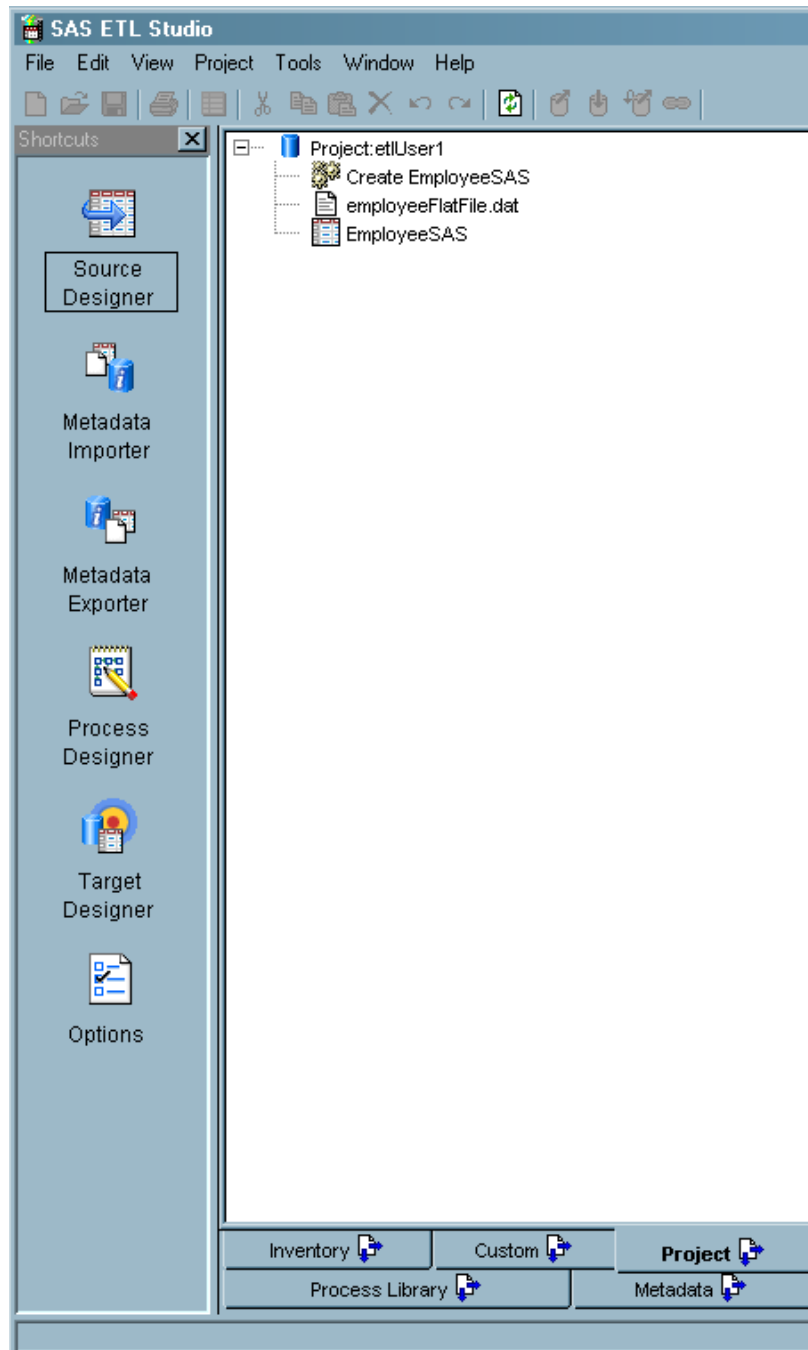 SAS ETL Studio
File Edit View Project Tools Window Help
Shortcuts
Source
Designer
Metadata
Importer
Metadata
Exporter
Process
Designer
Target
Designer
Options
Project:etlUser1
Create EmployeeSAS
employeeFlatFile.dat
EmployeeSAS
Inventory Custom Project
Process Library Metadata